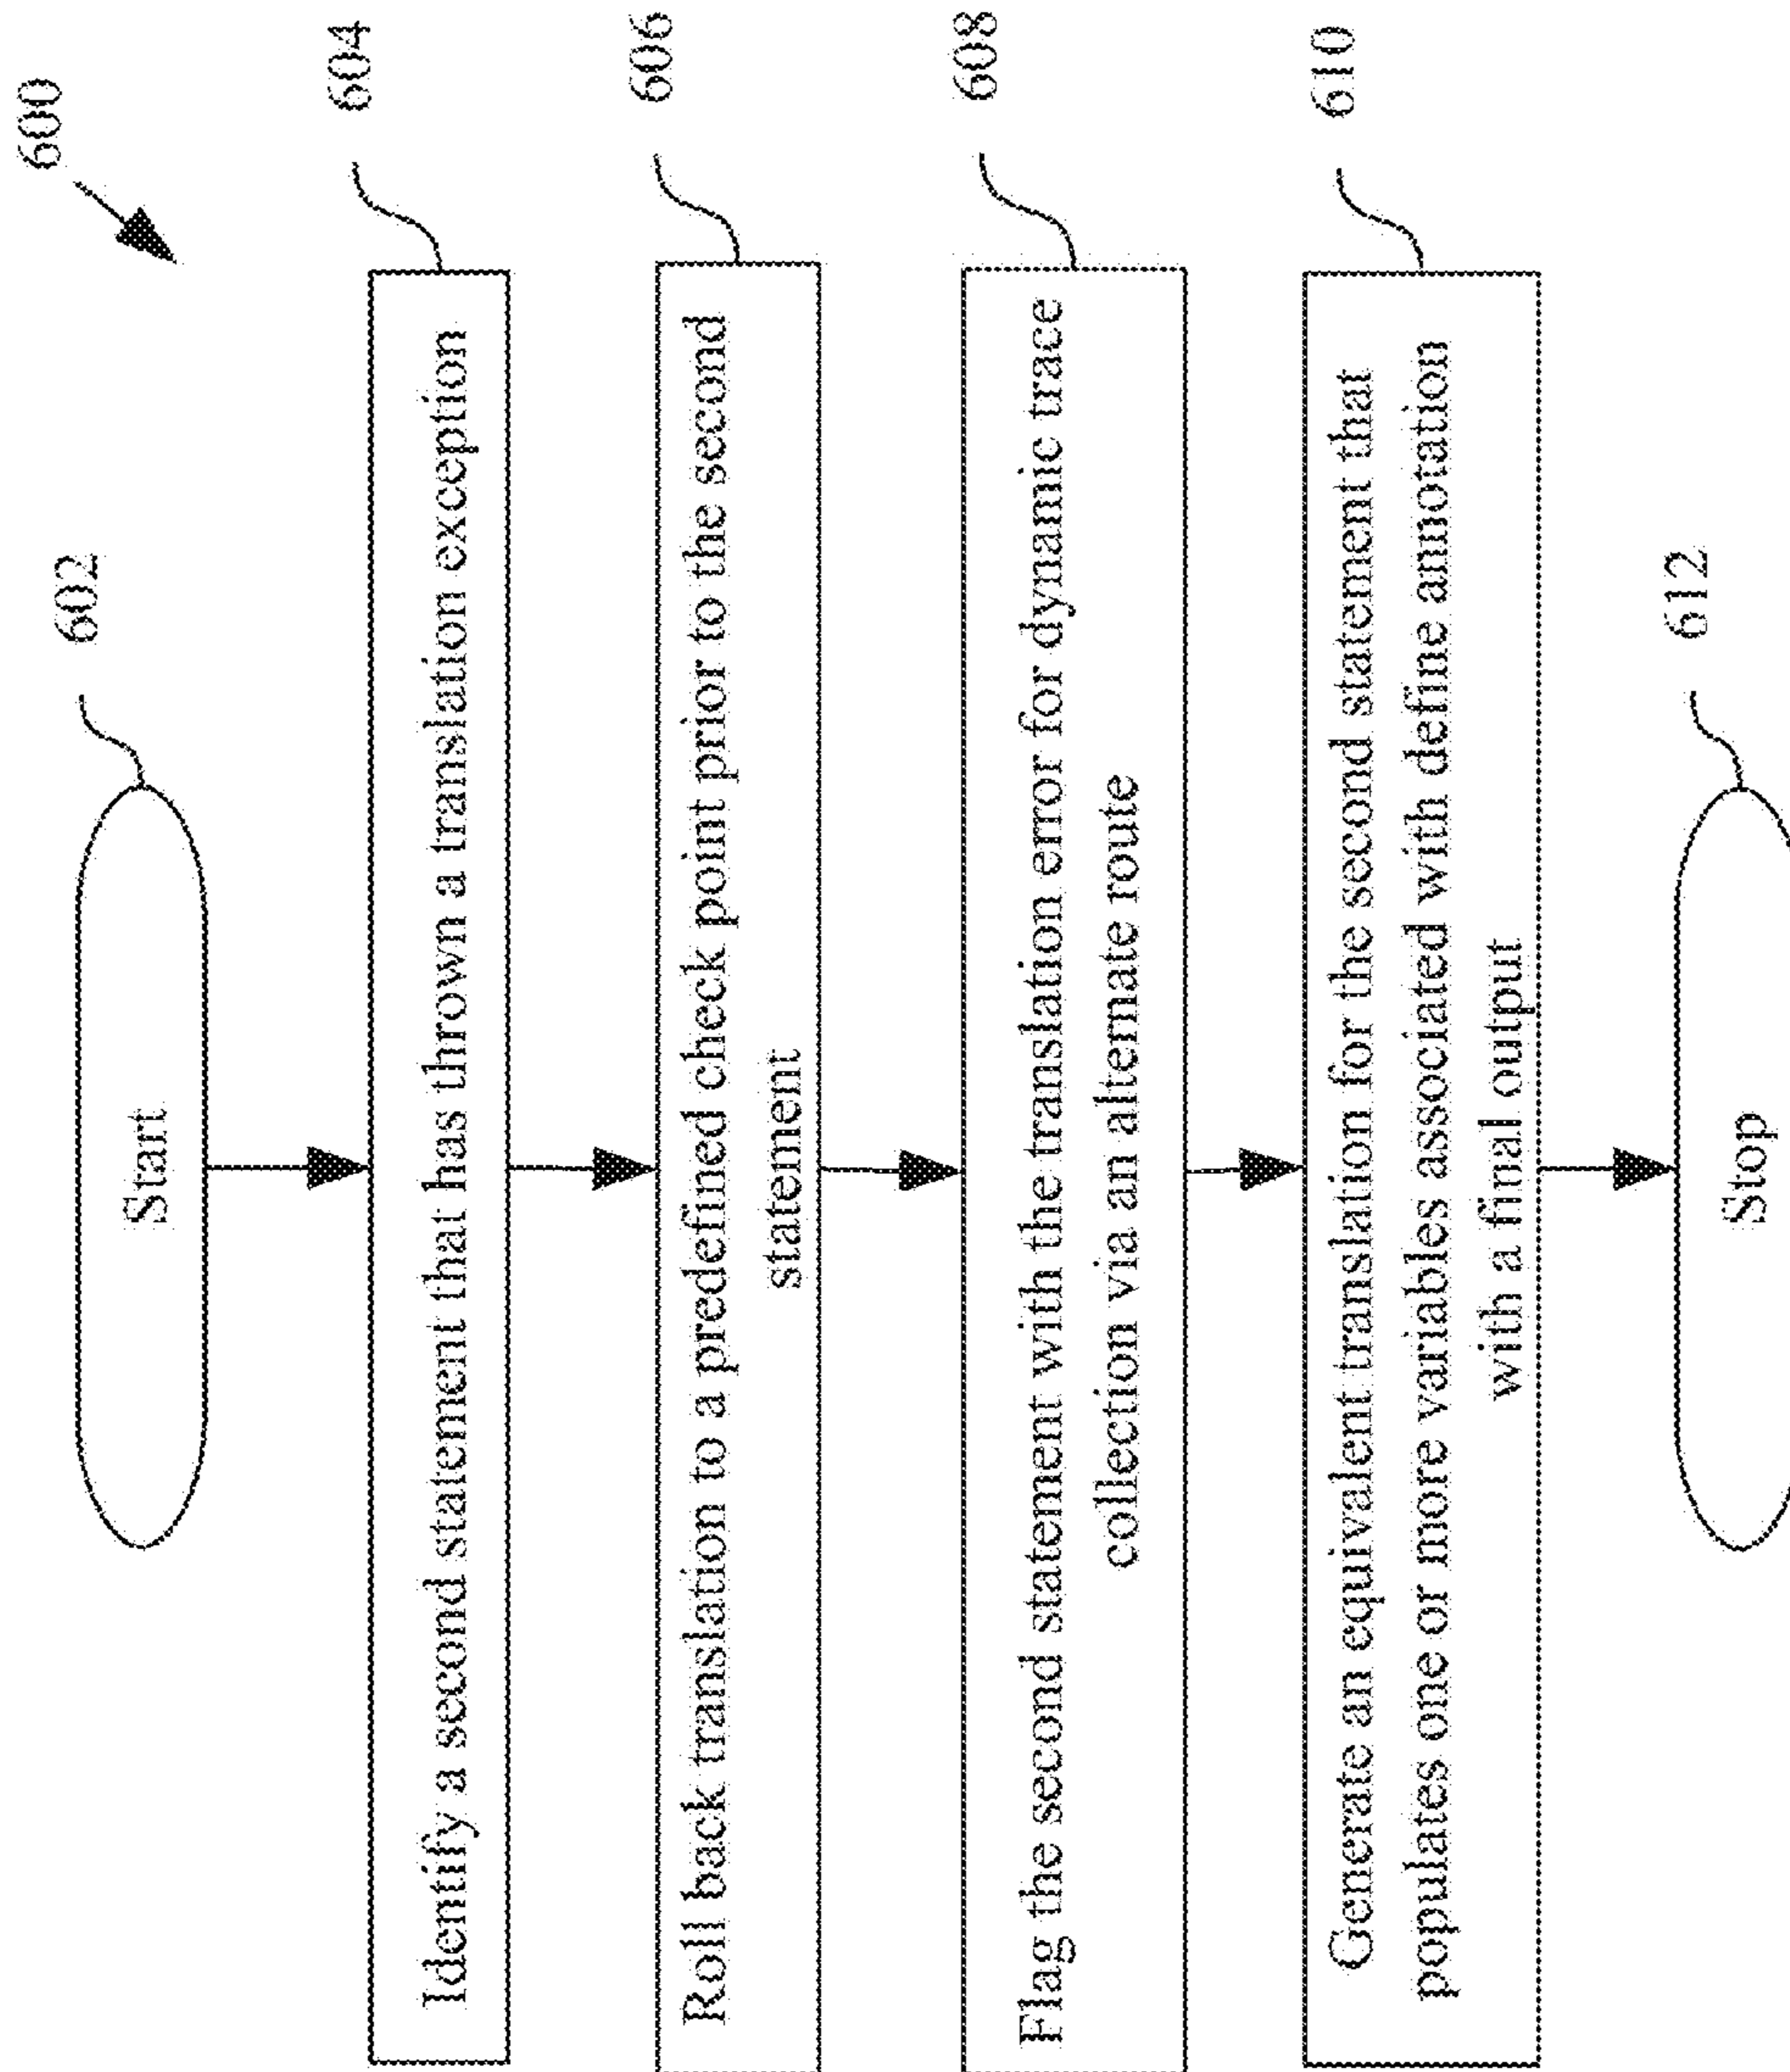 600
602
Start
604
Identify a second statement that has thrown a translation exception
606
Roll back translation to a predefined check point prior to the second
statement
608
Flag the second statement with the translation error for dynamic trace
collection via an alternate route
610
Generate an equivalent translation for the second statement that
populates one or more variables associated with define annotation
with a final output
612
Stop